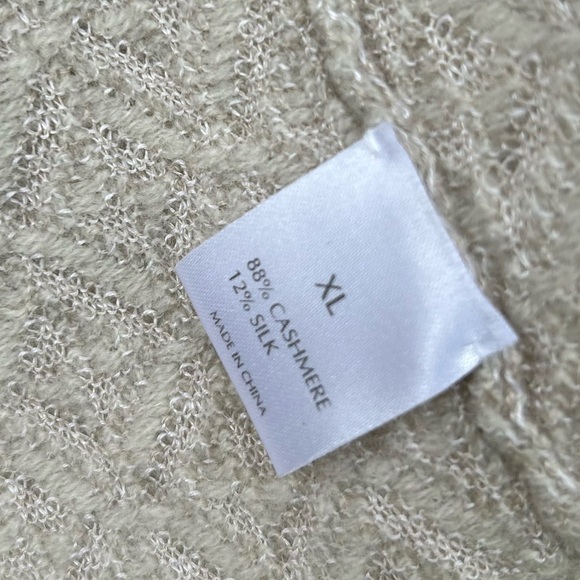 XL
88% CASHMERE
12% SILK
MADE IN CHINA